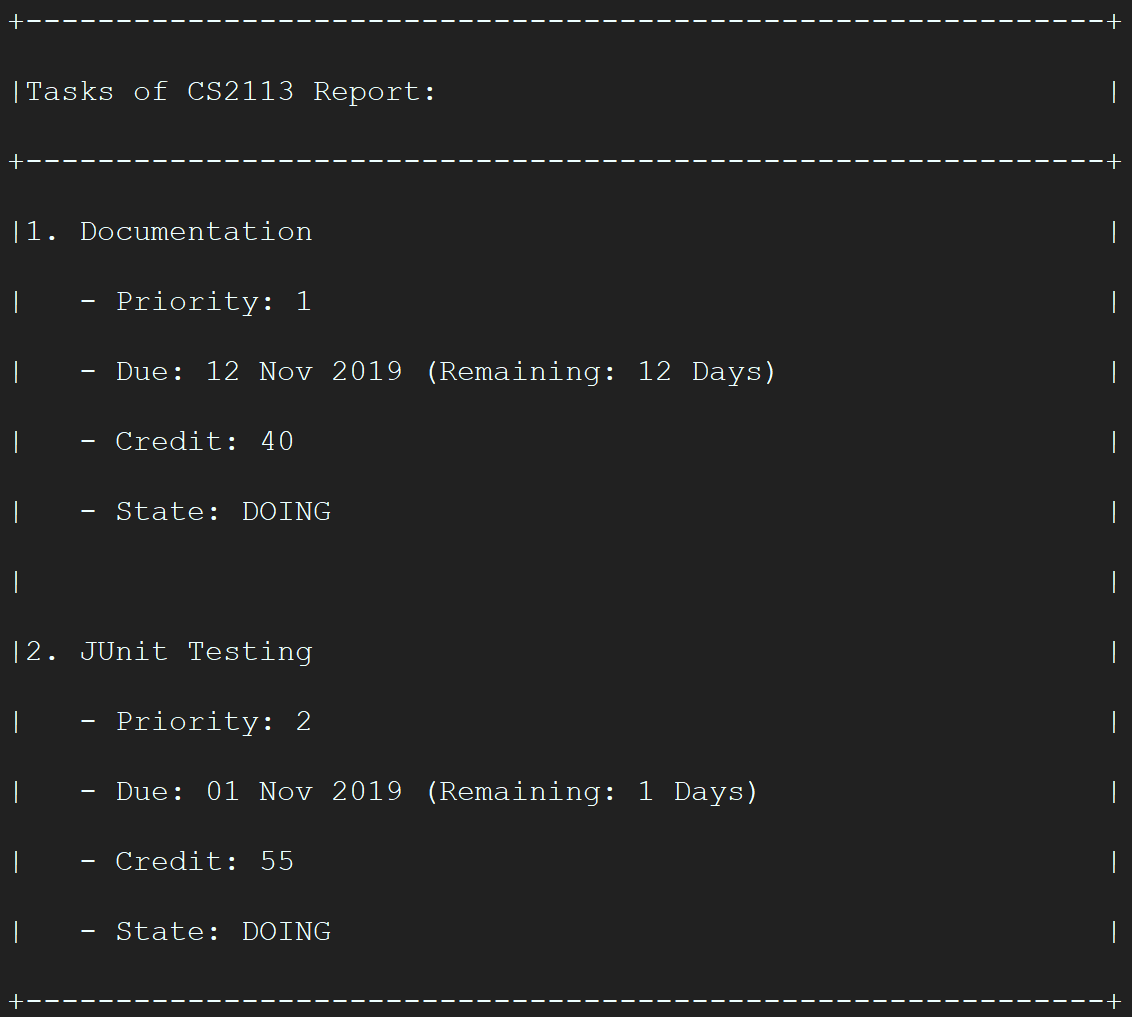 +------------------------------------------------------------+
|Tasks of CS2113 Report:                                     |
+------------------------------------------------------------+
|1. Documentation                                            |
|   - Priority: 1                                            |
|   - Due: 12 Nov 2019 (Remaining: 12 Days)                  |
|   - Credit: 40                                             |
|   - State: DOING                                           |
|                                                            |
|2. JUnit Testing                                            |
|   - Priority: 2                                            |
|   - Due: 01 Nov 2019 (Remaining: 1 Days)                   |
|   - Credit: 55                                             |
|   - State: DOING                                           |
+------------------------------------------------------------+